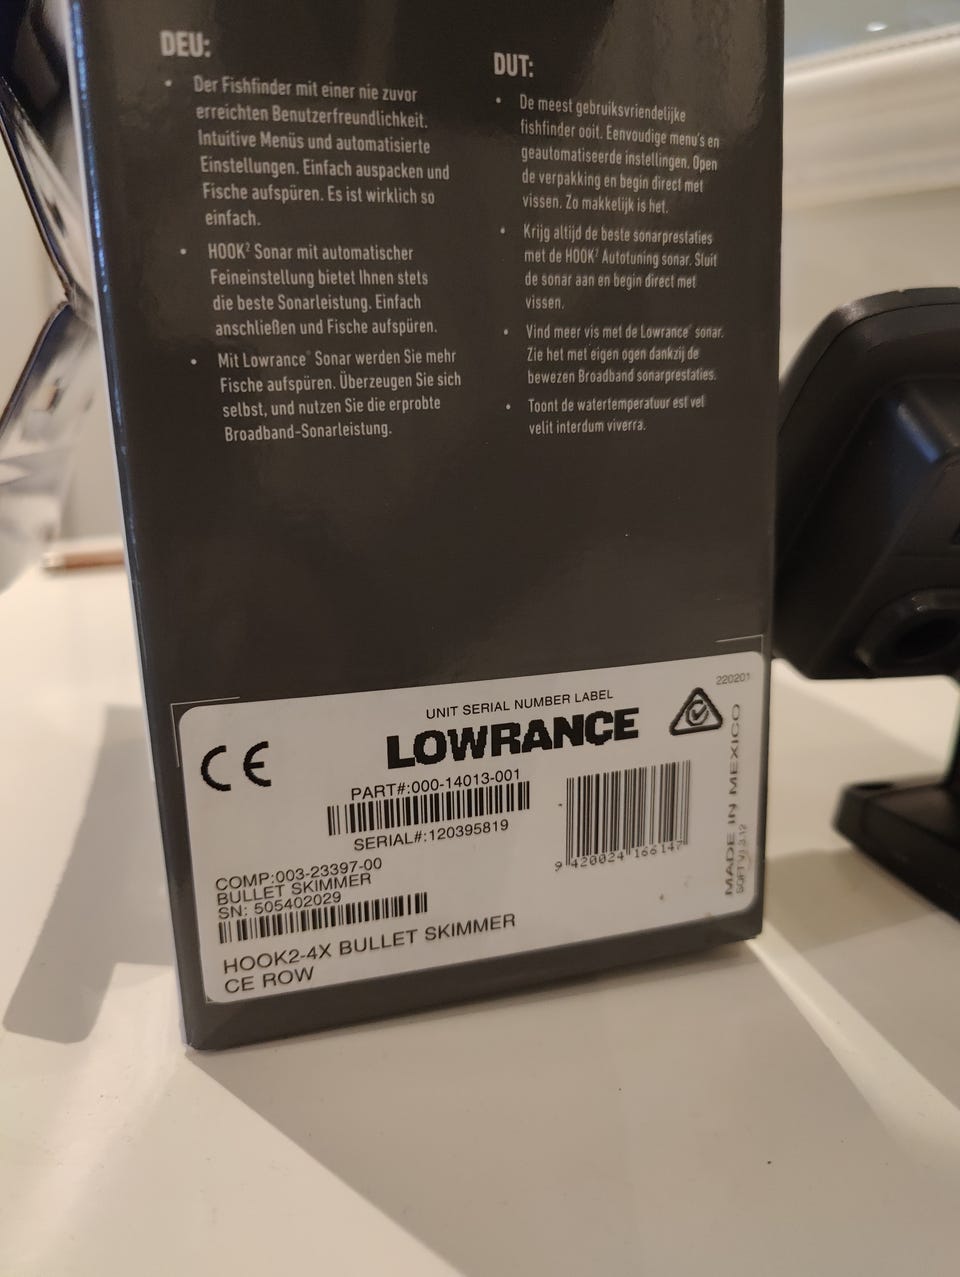 DEU:
• Der Fishfinder mit einer nie zuvor
erreichten Benutzerfreundlichkeit.
Intuitive Menüs und automatisierte
Einstellungen. Einfach auspacken und
Fische aufspüren. Es ist wirklich so
einfach.
• HOOK² Sonar mit automatischer
Feineinstellung bietet Ihnen stets
die beste Sonarleistung. Einfach
anschließen und Fische aufspüren.
• Mit Lowrance® Sonar werden Sie mehr
Fische aufspüren. Überzeugen Sie sich
selbst, und nutzen Sie die erprobte
Broadband-Sonarleistung.
DUT:
• De meest gebruiksvriendelijke
fishfinder ooit. Eenvoudige menu's en
geautomatiseerde instellingen. Open
de verpakking en begin direct met
vissen. Zo makkelijk is het.
• Krijg altijd de beste sonarprestaties
met de HOOK² Autotuning sonar. Sluit
de sonar aan en begin direct met
vissen.
• Vind meer vis met de Lowrance® sonar.
Zie het met eigen ogen dankzij de
bewezen Broadband sonarprestaties.
• Toont de watertemperatuur est vel
velit interdum viverra.
220201
UNIT SERIAL NUMBER LABEL
CE
LOWRANCE
PART#:000-14013-001
SERIAL#:120395819
9 420024 166147
COMP:003-23397-00
BULLET SKIMMER
SN: 505402029
HOOK2-4X BULLET SKIMMER
CE ROW
MADE IN MEXICO